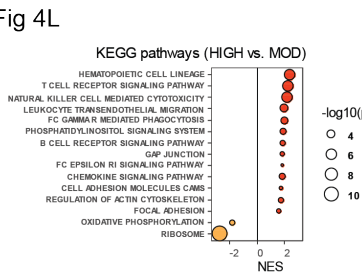 Fig 4L
KEGG pathways (HIGH vs. MOD)
HEMATOPOIETIC CELL LINEAGE
T CELL RECEPTOR SIGNALING PATHWAY
NATURAL KILLER CELL MEDIATED CYTOTOXICITY
LEUKOCYTE TRANSENDOTHELIAL MIGRATION
FC GAMMA R MEDIATED PHAGOCYTOSIS
PHOSPHATIDYLINOSITOL SIGNALING SYSTEM
B CELL RECEPTOR SIGNALING PATHWAY
GAP JUNCTION
FC EPSILON RI SIGNALING PATHWAY
CHEMOKINE SIGNALING PATHWAY
CELL ADHESION MOLECULES CAMS
REGULATION OF ACTIN CYTOSKELETON
FOCAL ADHESION
OXIDATIVE PHOSPHORYLATION
RIBOSOME
-2 0 2
NES
-log10(
4
6
8
10